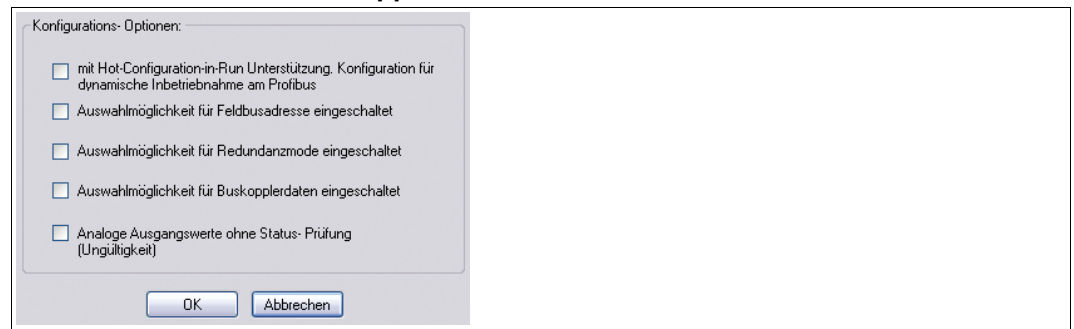 Konfigurations- Optionen:
mit Hot-Configuration-in-Run Unterstützung. Konfiguration für
dynamische Inbetriebnahme am Profibus
Auswahlmöglichkeit für Feldbusadresse eingeschaltet
Auswahlmöglichkeit für Redundanzmode eingeschaltet
Auswahlmöglichkeit für Buskopplerdaten eingeschaltet
Analoge Ausgangswerte ohne Status- Prüfung
(Ungültigkeit)
OK
Abbrechen